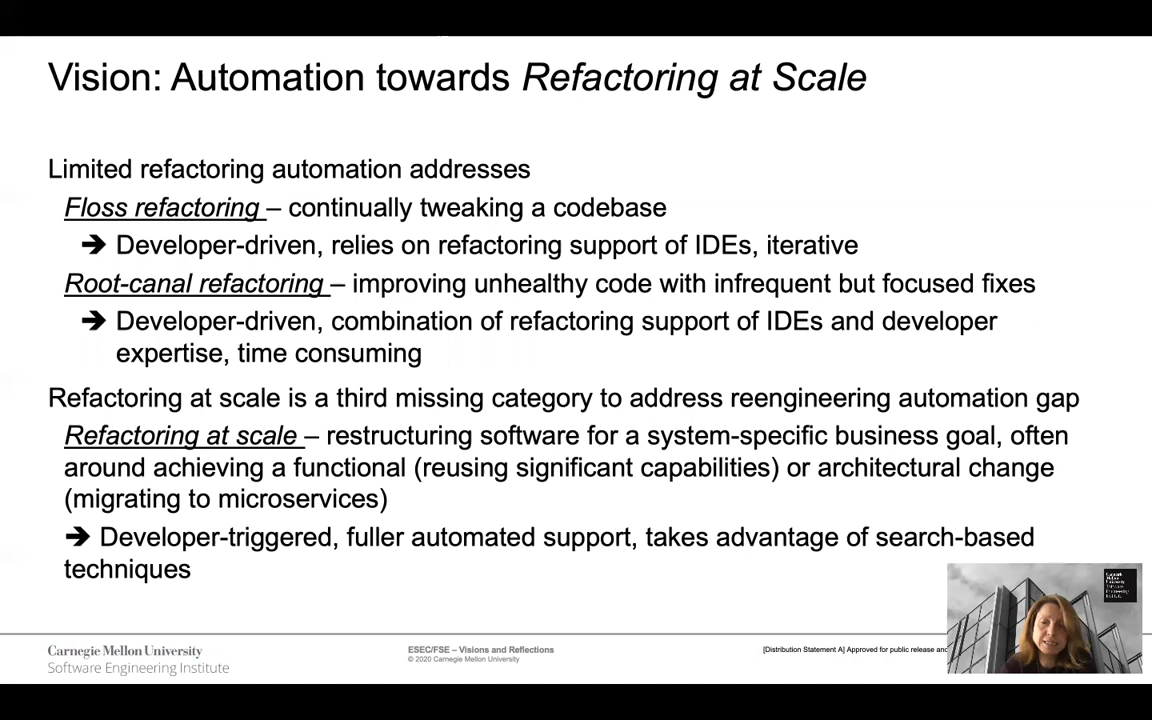 Vision: Automation towards Refactoring at Scale
Limited refactoring automation addresses
Floss refactoring – continually tweaking a codebase
➔ Developer-driven, relies on refactoring support of IDEs, iterative
Root-canal refactoring – improving unhealthy code with infrequent but focused fixes
➔ Developer-driven, combination of refactoring support of IDEs and developer
expertise, time consuming
Refactoring at scale is a third missing category to address reengineering automation gap
Refactoring at scale – restructuring software for a system-specific business goal, often
around achieving a functional (reusing significant capabilities) or architectural change
(migrating to microservices)
➔ Developer-triggered, fuller automated support, takes advantage of search-based
techniques
Carnegie Mellon University
Software Engineering Institute
ESEC/FSE – Visions and Reflections
© 2020 Carnegie Mellon University
[Distribution Statement A] Approved for public release and
Carnegie
Mellon
University
Software
Engineering
Institute